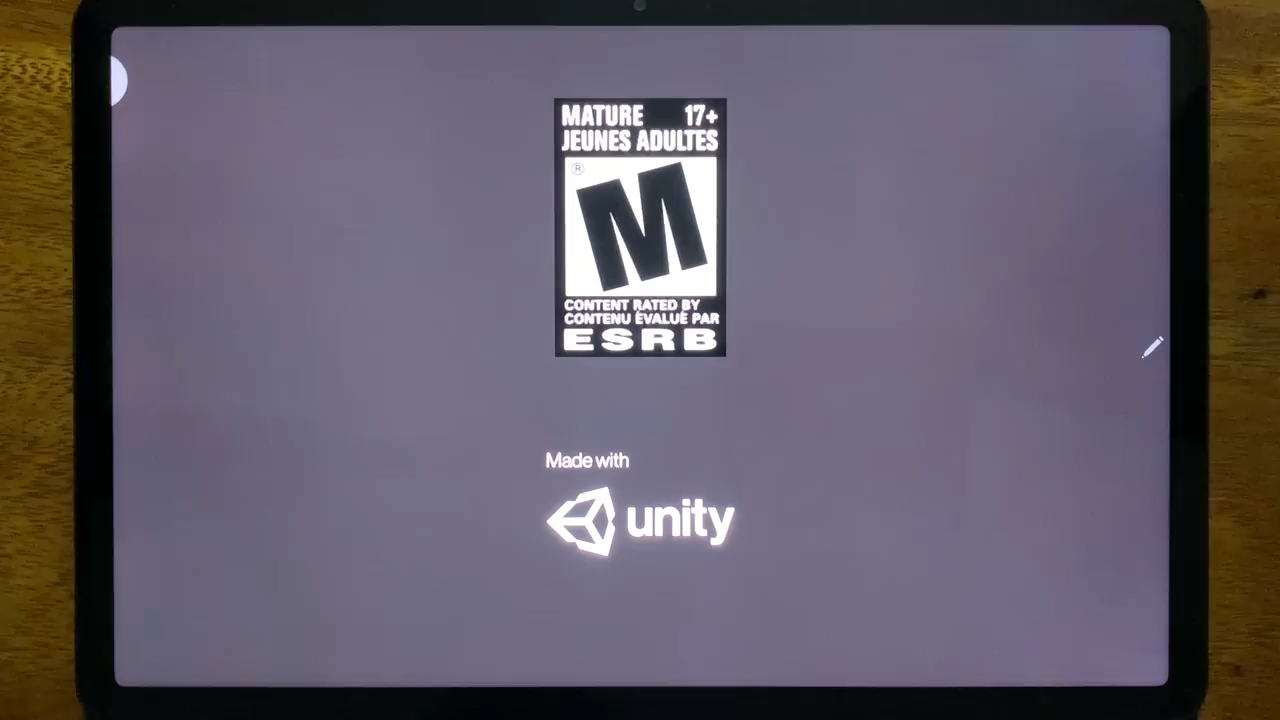 MATURE 17+
JEUNES ADULTES
®
M
CONTENT RATED BY
CONTENU ÉVALUÉ PAR
ESRB
Made with
unity